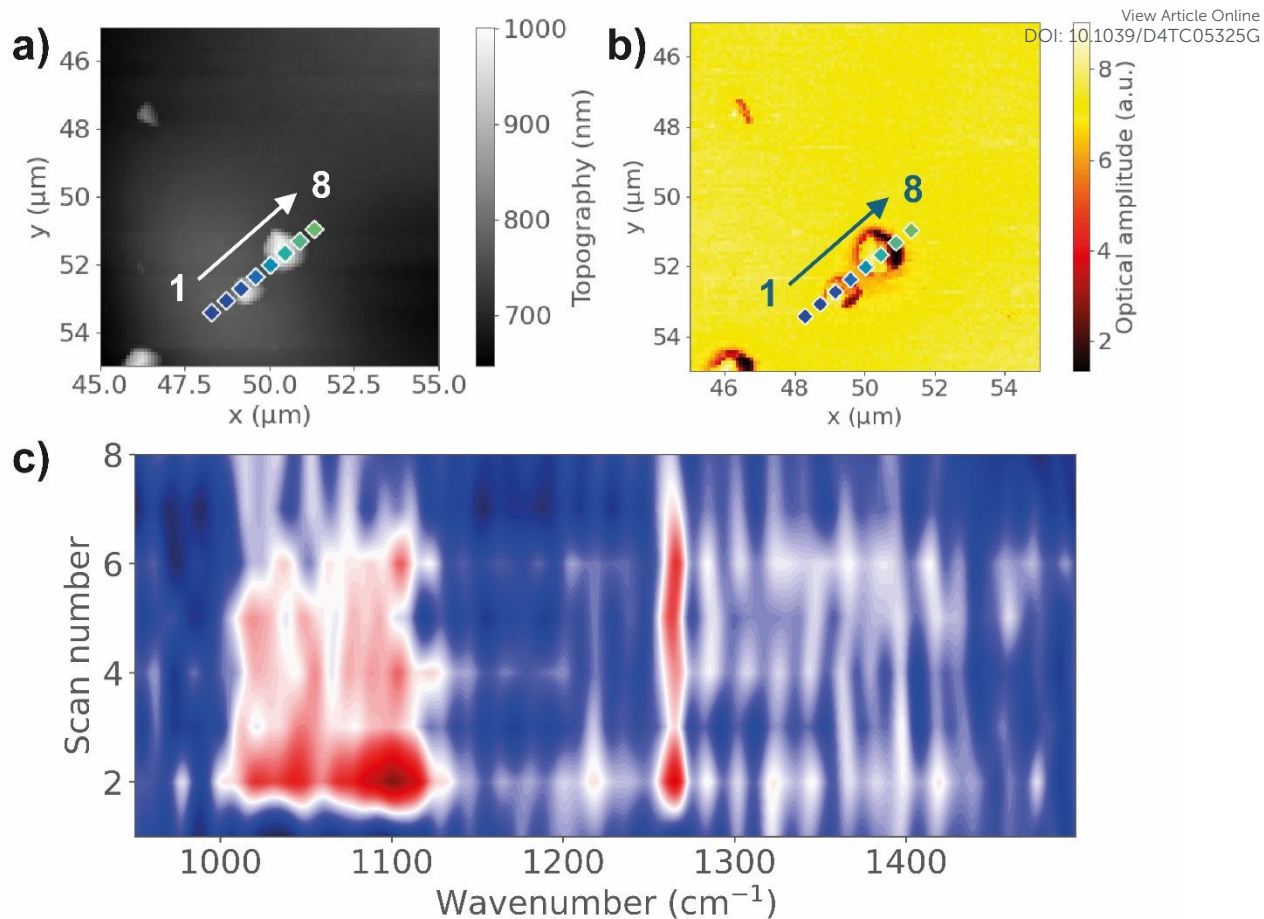 View Article Online
DOI: 10.1039/D4TC05325G
a)
46
48
50
52
54
y (µm)
45.0 47.5 50.0 52.5 55.0
x (µm)
1
8
1000
900
800
700
Topography (nm)
b)
46
48
50
52
54
y (µm)
46 48 50 52 54
x (µm)
1
8
8
6
4
2
Optical amplitude (a.u.)
c)
8
6
4
2
Scan number
1000 1100 1200 1300 1400
Wavenumber (cm⁻¹)